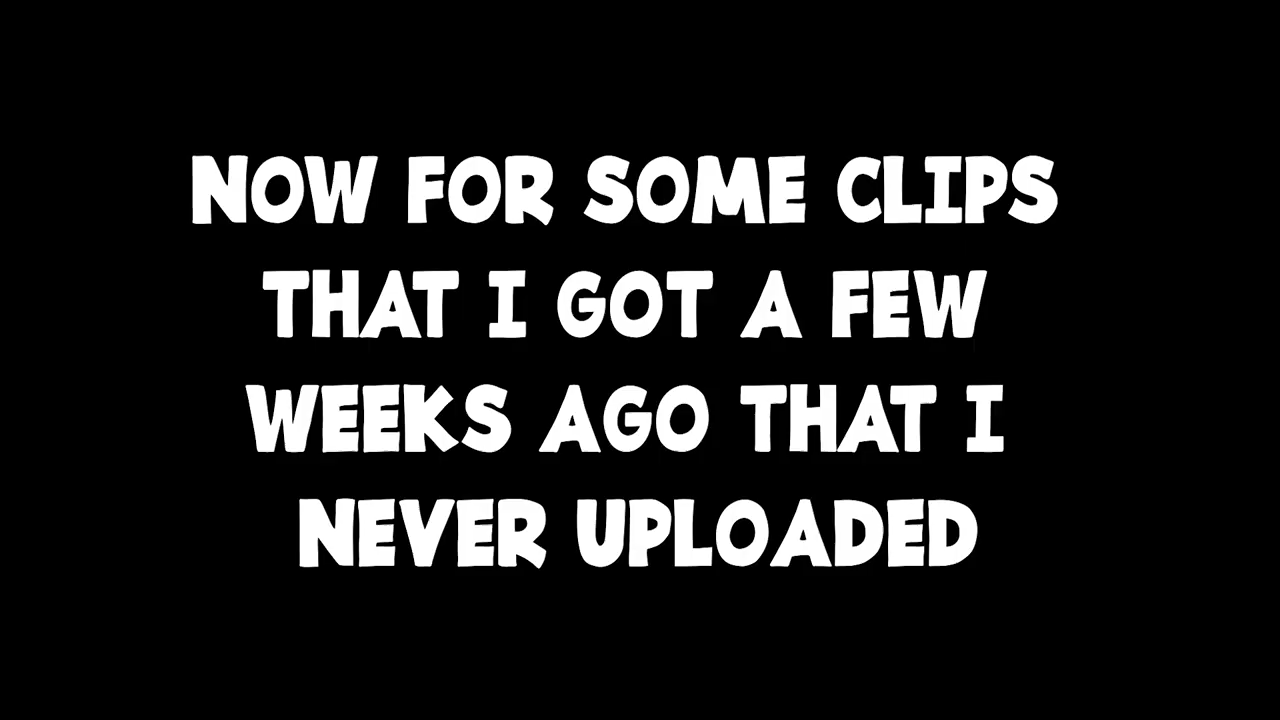 NOW FOR SOME CLIPS
THAT I GOT A FEW
WEEKS AGO THAT I
NEVER UPLOADED